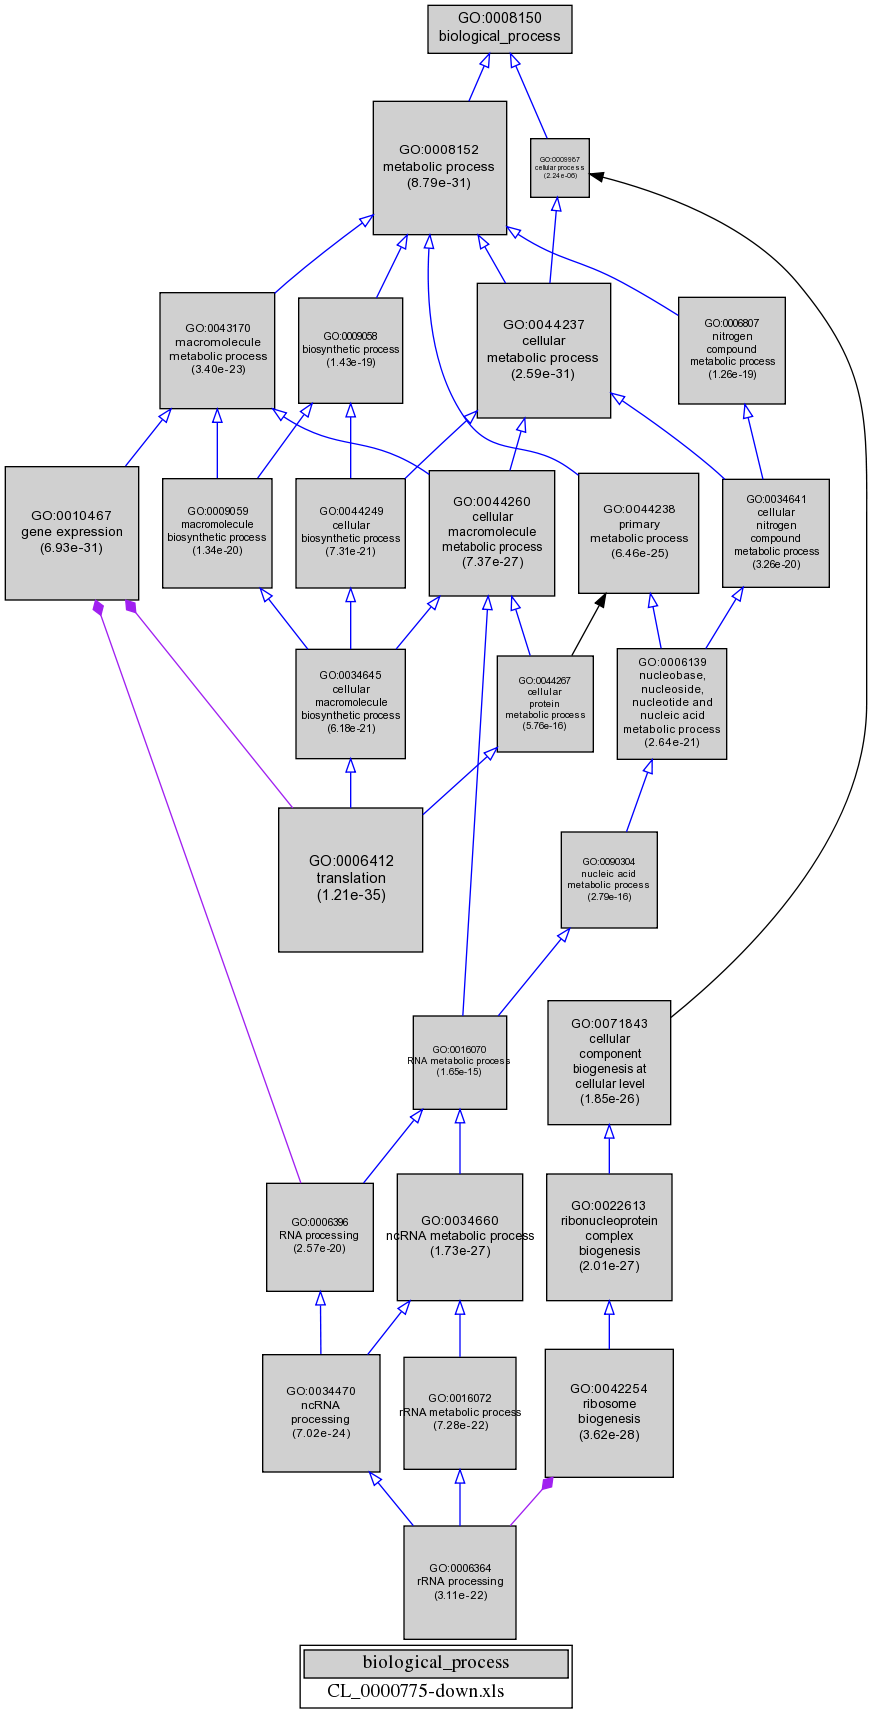 GO:0008150
biological_process
GO:0008152
metabolic process
(8.79e-31)
GO:0009987
cellular process
(2.24e-06)
GO:0043170
macromolecule
metabolic process
(3.40e-23)
GO:0009058
biosynthetic process
(1.43e-19)
GO:0044237
cellular
metabolic process
(2.59e-31)
GO:0006807
nitrogen
compound
metabolic process
(1.26e-19)
GO:0010467
gene expression
(6.93e-31)
GO:0009059
macromolecule
biosynthetic process
(1.34e-20)
GO:0044249
cellular
biosynthetic process
(7.31e-21)
GO:0044260
cellular
macromolecule
metabolic process
(7.37e-27)
GO:0044238
primary
metabolic process
(6.46e-25)
GO:0034641
cellular
nitrogen
compound
metabolic process
(3.26e-20)
GO:0034645
cellular
macromolecule
biosynthetic process
(6.18e-21)
GO:0044267
cellular
protein
metabolic process
(5.76e-16)
GO:0006139
nucleobase,
nucleoside,
nucleotide and
nucleic acid
metabolic process
(2.64e-21)
GO:0006412
translation
(1.21e-35)
GO:0090304
nucleic acid
metabolic process
(2.79e-16)
GO:0016070
RNA metabolic process
(1.65e-15)
GO:0071843
cellular
component
biogenesis at
cellular level
(1.85e-26)
GO:0006396
RNA processing
(2.57e-20)
GO:0034660
ncRNA metabolic process
(1.73e-27)
GO:0022613
ribonucleoprotein
complex
biogenesis
(2.01e-27)
GO:0034470
ncRNA
processing
(7.02e-24)
GO:0016072
rRNA metabolic process
(7.28e-22)
GO:0042254
ribosome
biogenesis
(3.62e-28)
GO:0006364
rRNA processing
(3.11e-22)
biological_process
CL_0000775-down.xls